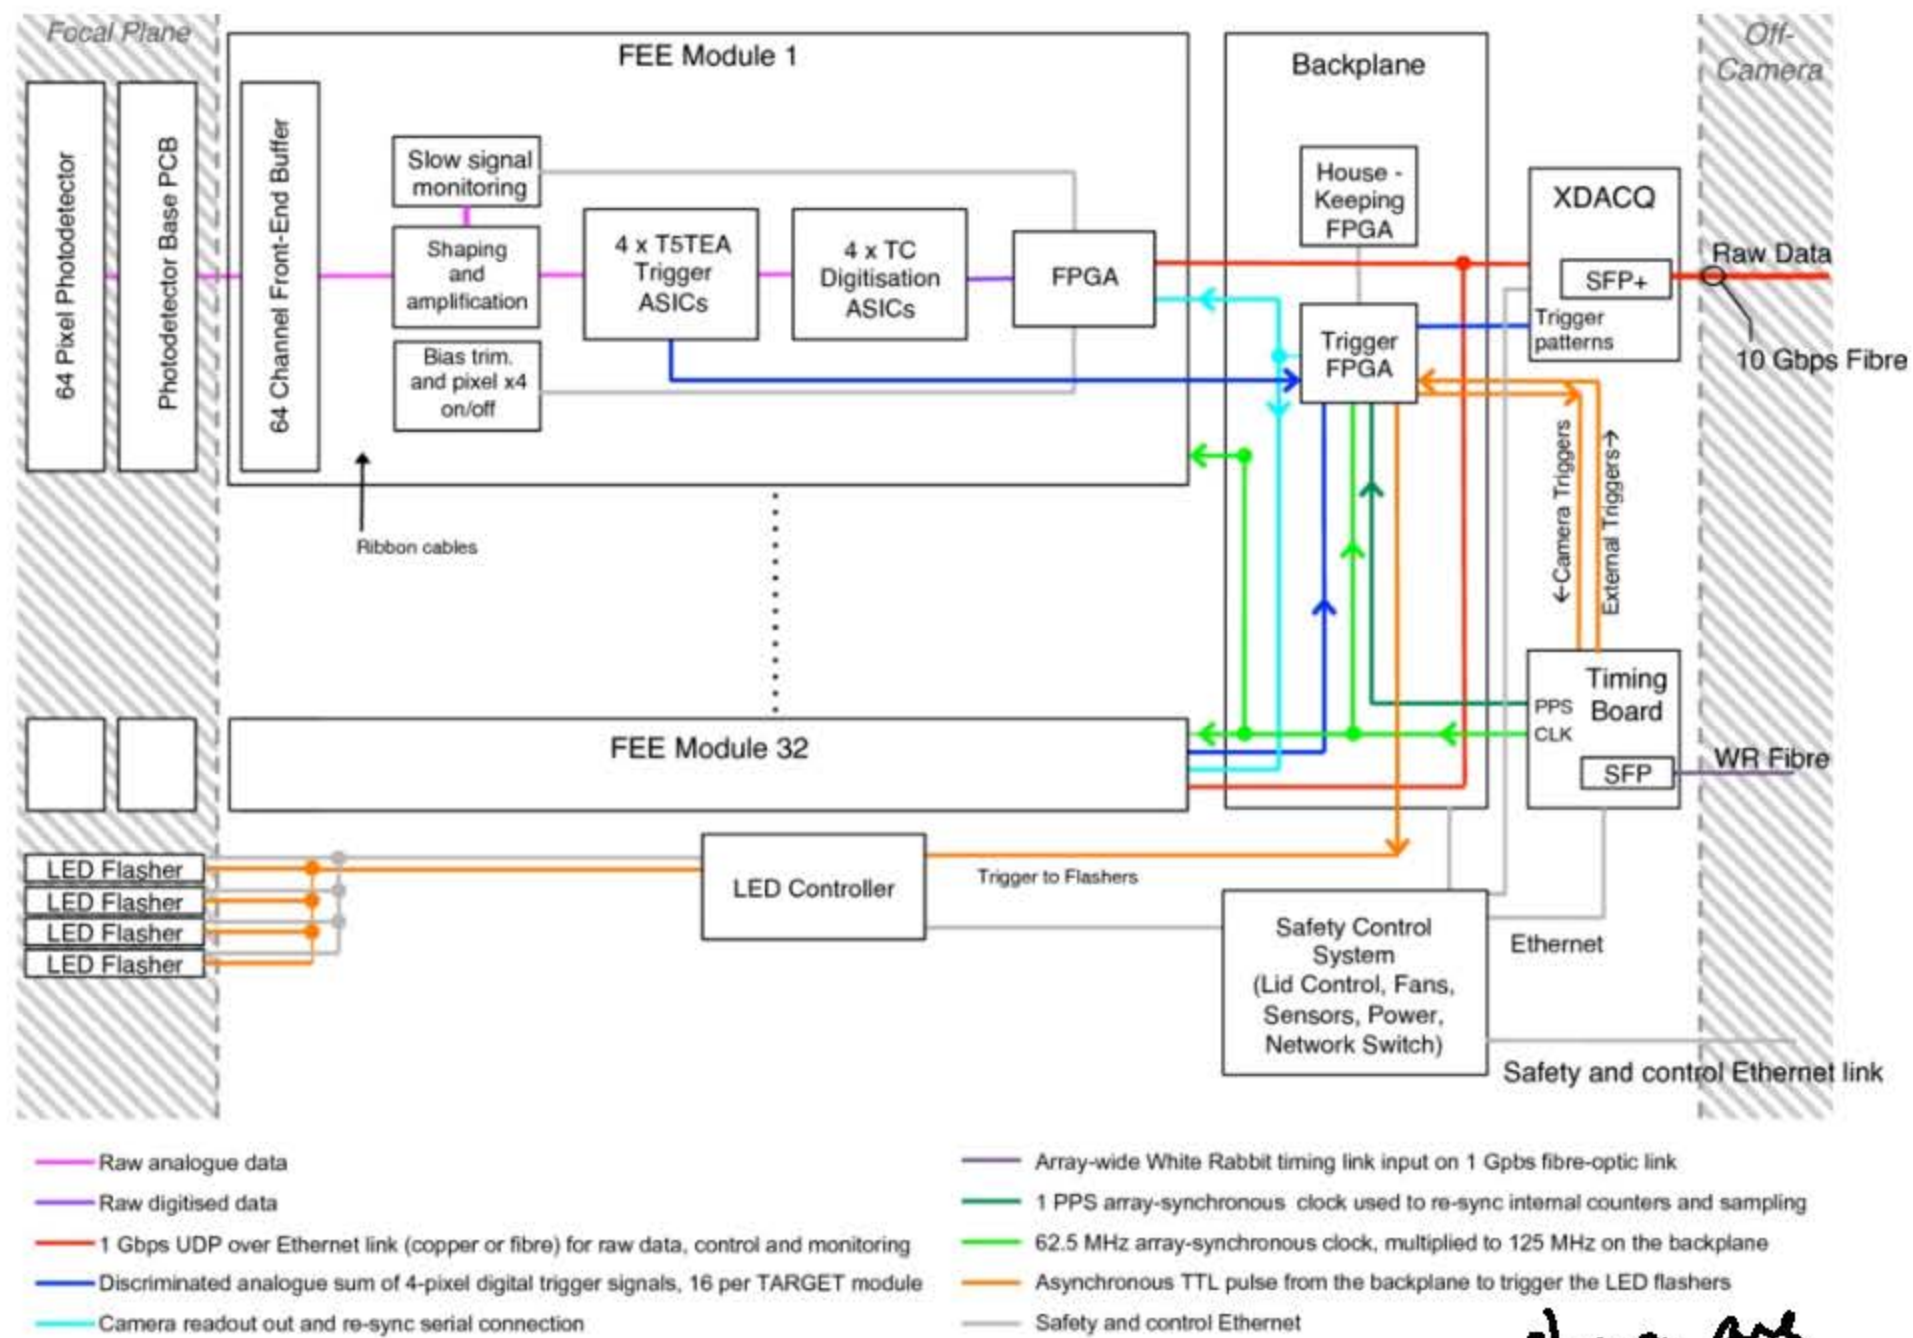 Focal Plane
FEE Module 1
Backplane
Off-
Camera
64 Pixel Photodetector
Photodetector Base PCB
64 Channel Front-End Buffer
Slow signal
monitoring
Shaping
and
amplification
Bias trim.
and pixel x4
on/off
4 x T5TEA
Trigger
ASICs
4 x TC
Digitisation
ASICs
FPGA
House -
Keeping
FPGA
Trigger
FPGA
XDACQ
SFP+
Trigger
patterns
Raw Data
10 Gbps Fibre
Ribbon cables
←Camera Triggers
External Triggers→
Timing
Board
PPS
CLK
SFP
WR Fibre
FEE Module 32
LED Flasher
LED Flasher
LED Flasher
LED Flasher
LED Controller
Trigger to Flashers
Safety Control
System
(Lid Control, Fans,
Sensors, Power,
Network Switch)
Ethernet
Safety and control Ethernet link
Raw analogue data
Raw digitised data
1 Gbps UDP over Ethernet link (copper or fibre) for raw data, control and monitoring
Discriminated analogue sum of 4-pixel digital trigger signals, 16 per TARGET module
Camera readout out and re-sync serial connection
Array-wide White Rabbit timing link input on 1 Gpbs fibre-optic link
1 PPS array-synchronous clock used to re-sync internal counters and sampling
62.5 MHz array-synchronous clock, multiplied to 125 MHz on the backplane
Asynchronous TTL pulse from the backplane to trigger the LED flashers
Safety and control Ethernet